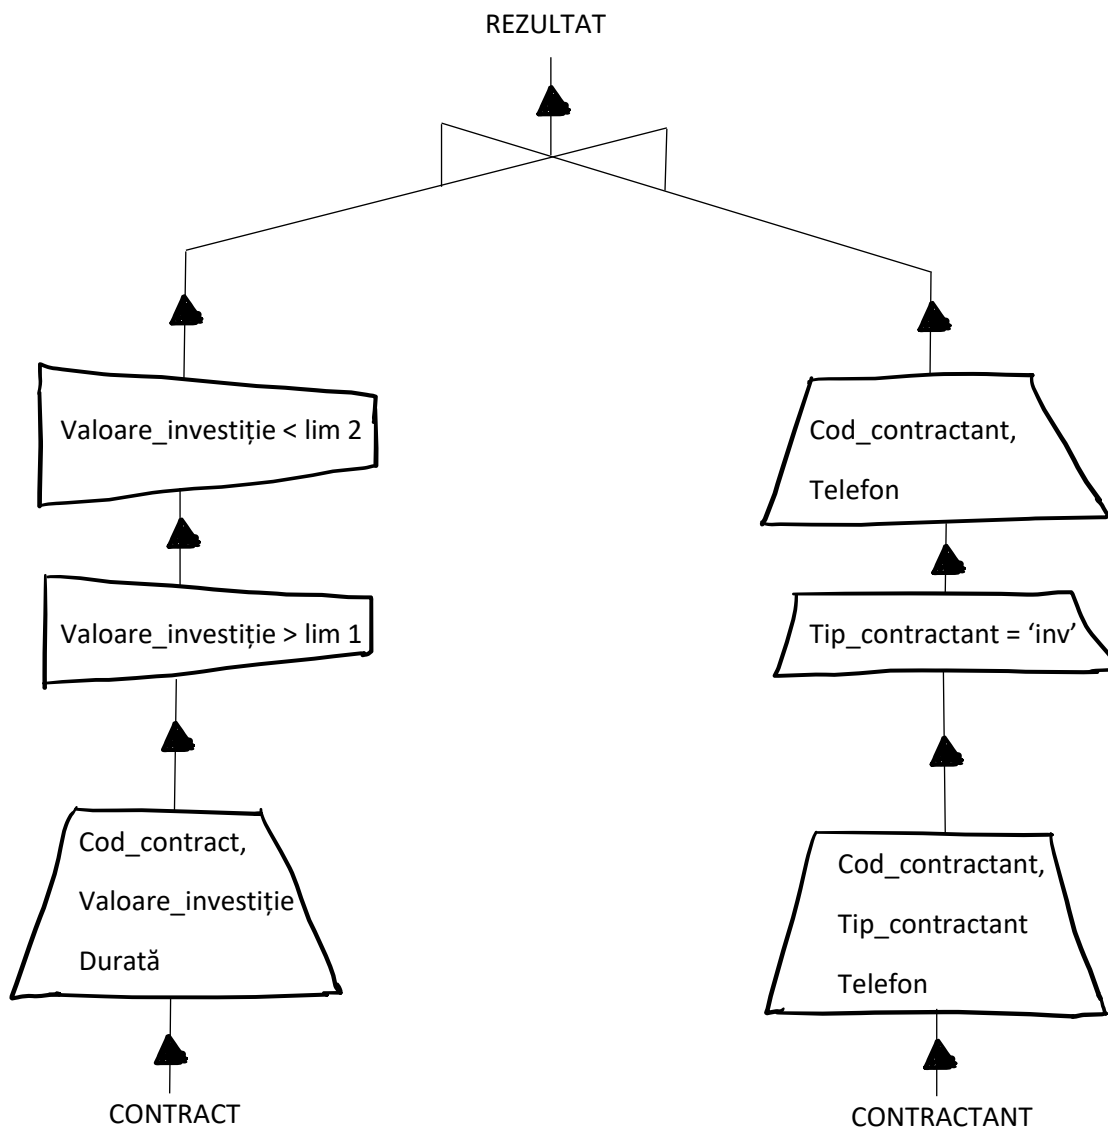 REZULTAT
Valoare_investiție < lim 2
Valoare_investiție > lim 1
Cod_contract,
Valoare_investiție
Durată
CONTRACT
Cod_contractant,
Telefon
Tip_contractant = ‘inv’
Cod_contractant,
Tip_contractant
Telefon
CONTRACTANT